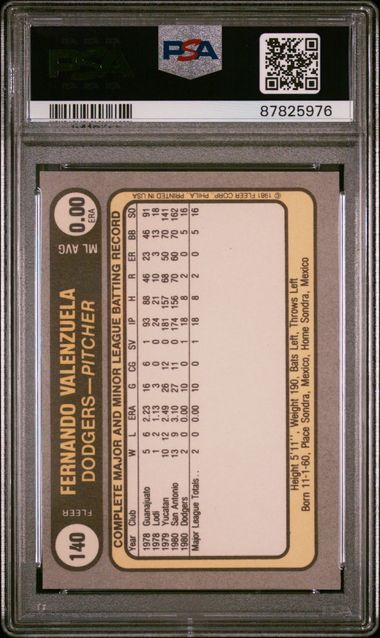 PSA
PSA
87825976
FLEER
140
FERNANDO VALENZUELA
DODGERS—PITCHER
ML AVG
0.00
ERA
COMPLETE MAJOR AND MINOR LEAGUE BATTING RECORD
Year Club W L ERA G CG SV IP H R ER BB SO
1978 Guanajuato 5 6 2.23 16 6 1 93 88 46 23 46 91
1978 Lodi 1 2 1.13 3 0 0 24 21 10 3 13 18
1979 Yucatan 10 12 2.49 26 12 0 181 157 68 50 70 141
1980 San Antonio 13 9 3.10 27 11 0 174 156 70 60 70 162
1980 Dodgers 2 0 0.00 10 0 1 18 8 2 0 5 16
Major League Totals.. 2 0 0.00 10 0 1 18 8 2 0 5 16
Height 5'11", Weight 190, Bats Left, Throws Left
Born 11-1-60, Place Sondra, Mexico, Home Sondra, Mexico
© 1981 FLEER CORP., PHILA., PRINTED IN USA